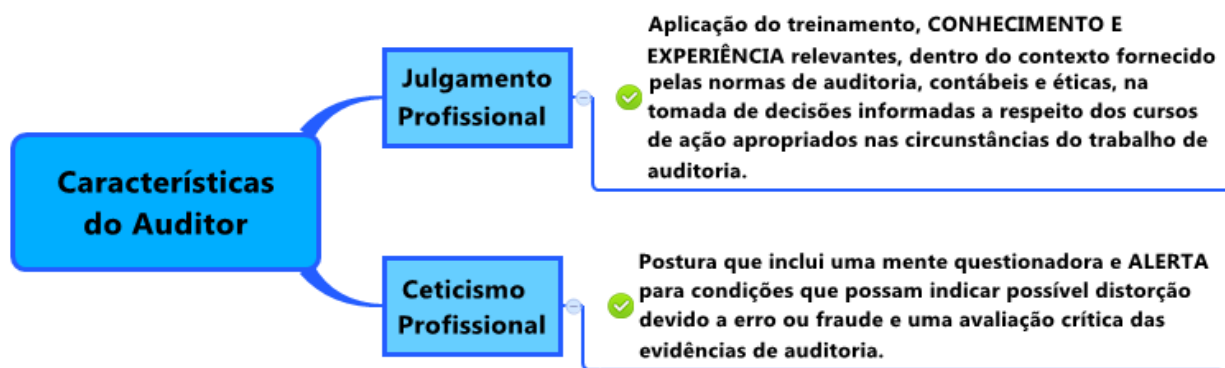 Características
do Auditor
Julgamento
Profissional
Aplicação do treinamento, CONHECIMENTO E
EXPERIÊNCIA relevantes, dentro do contexto fornecido
pelas normas de auditoria, contábeis e éticas, na
tomada de decisões informadas a respeito dos cursos
de ação apropriados nas circunstâncias do trabalho de
auditoria.
Ceticismo
Profissional
Postura que inclui uma mente questionadora e ALERTA
para condições que possam indicar possível distorção
devido a erro ou fraude e uma avaliação crítica das
evidências de auditoria.